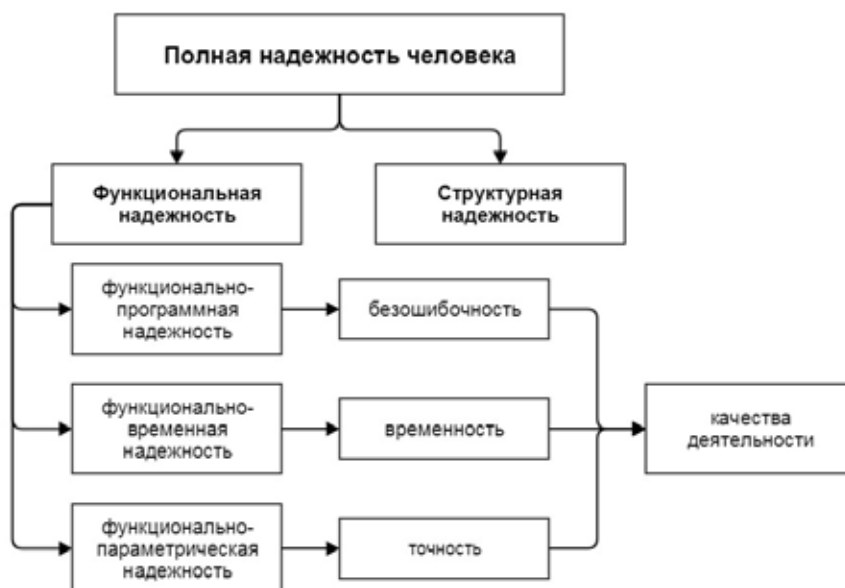 Полная надежность человека
Функциональная
надежность
Структурная
надежность
функционально-
программная
надежность
безошибочность
функционально-
временная
надежность
временность
качества
деятельности
функционально-
параметрическая
надежность
точность